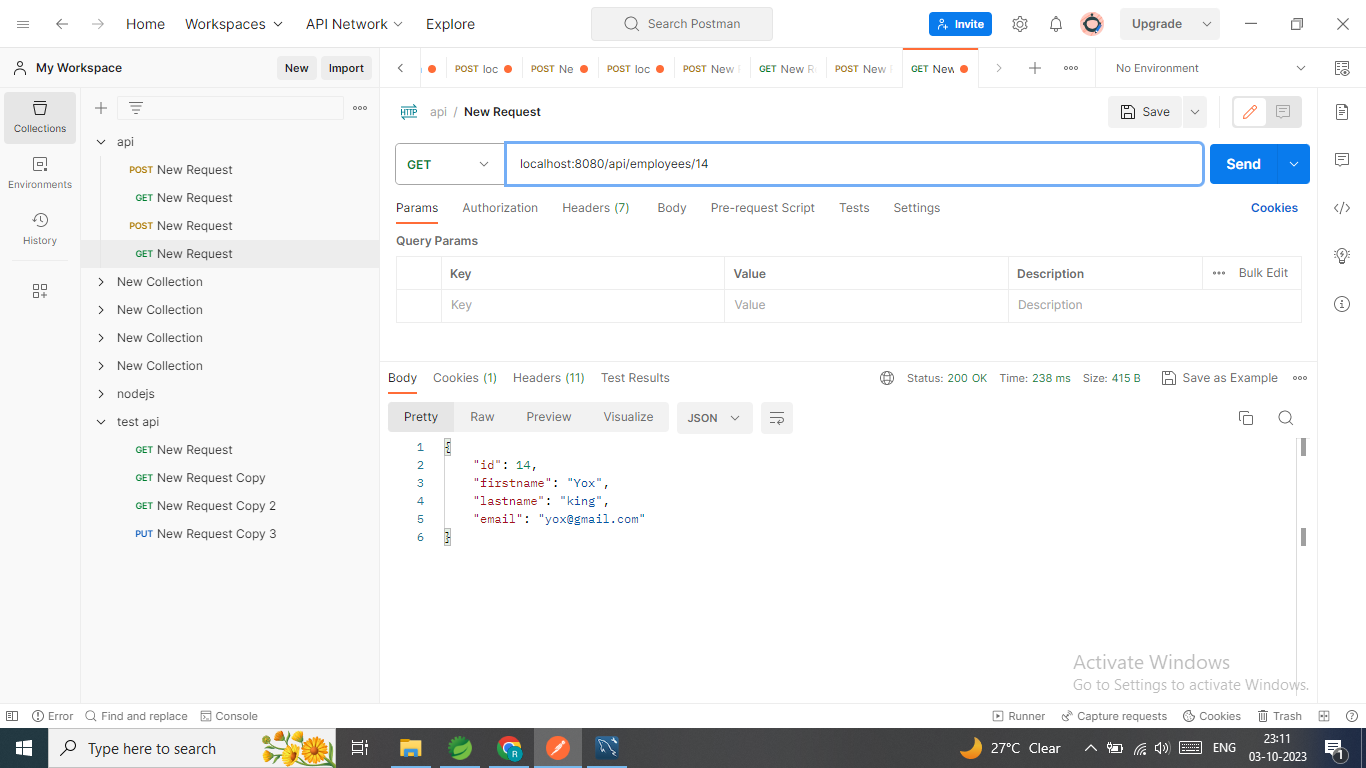 Home Workspaces API Network Explore Search Postman Invite Upgrade
My Workspace New Import POST loc POST Ne POST loc POST New GET New R POST New GET New No Environment
Collections
Environments
History
api
POST New Request
GET New Request
POST New Request
GET New Request
New Collection
New Collection
New Collection
New Collection
nodejs
test api
GET New Request
GET New Request Copy
GET New Request Copy 2
PUT New Request Copy 3
HTTP api / New Request Save
GET localhost:8080/api/employees/14 Send
Params Authorization Headers (7) Body Pre-request Script Tests Settings Cookies
Query Params
Key Value Description Bulk Edit
Key Value Description
Body Cookies (1) Headers (11) Test Results Status: 200 OK Time: 238 ms Size: 415 B Save as Example
Pretty Raw Preview Visualize JSON
1 {
2 "id": 14,
3 "firstname": "Yox",
4 "lastname": "king",
5 "email": "yox@gmail.com"
6 }
Activate Windows
Go to Settings to activate Windows.
Error Find and replace Console Runner Capture requests Cookies Trash
Type here to search 27°C Clear ENG 23:11
03-10-2023 1